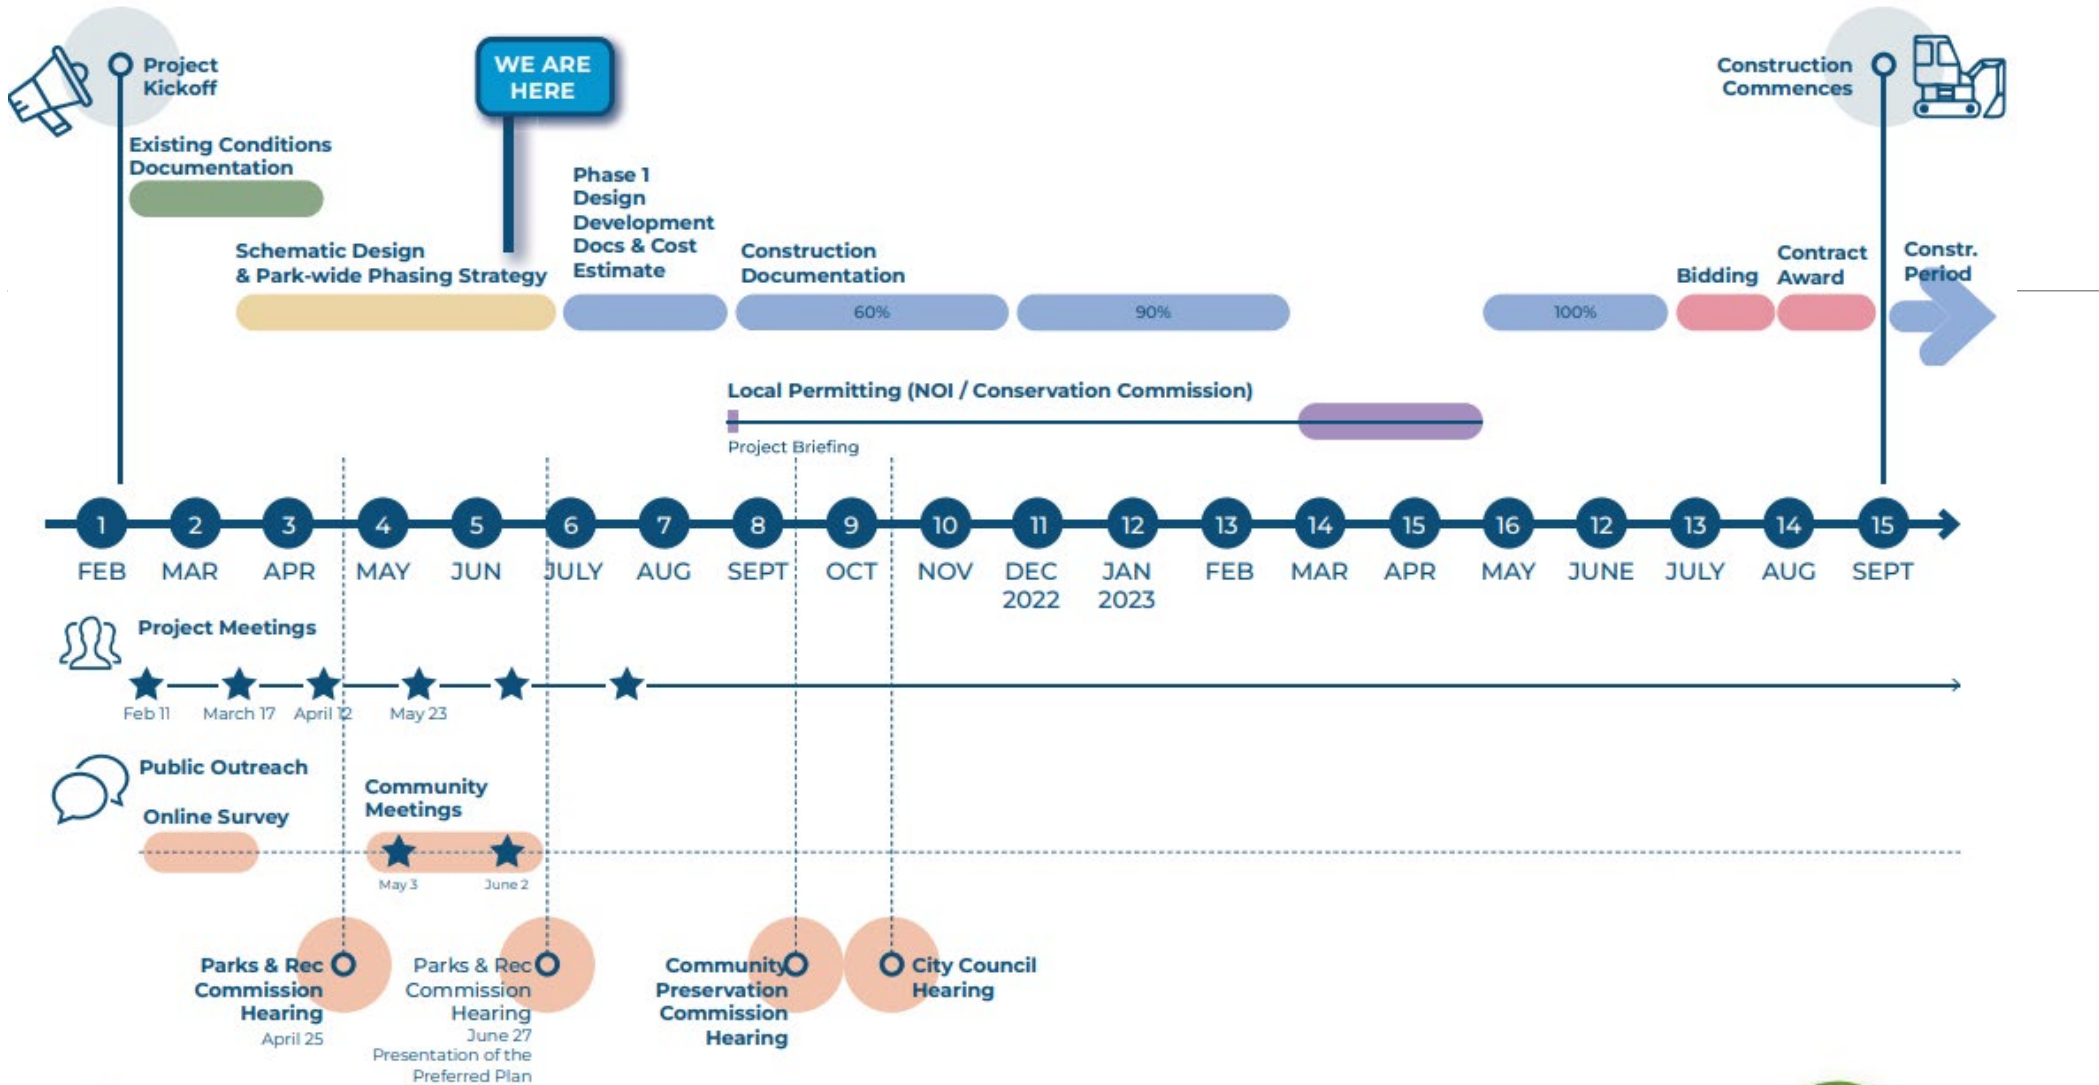 Project
Kickoff
WE ARE
HERE
Construction
Commences
Existing Conditions
Documentation
Schematic Design
& Park-wide Phasing Strategy
Phase 1
Design
Development
Docs & Cost
Estimate
Construction
Documentation
Bidding
Contract
Award
Constr.
Period
60%
90%
100%
Local Permitting (NOI / Conservation Commission)
Project Briefing
1 2 3 4 5 6 7 8 9 10 11 12 13 14 15 16 12 13 14 15
FEB MAR APR MAY JUN JULY AUG SEPT OCT NOV DEC JAN FEB MAR APR MAY JUNE JULY AUG SEPT
2022 2023
Project Meetings
Feb 11 March 17 April 12 May 23
Public Outreach
Online Survey
Community
Meetings
May 3 June 2
Parks & Rec
Commission
Hearing
April 25
Parks & Rec
Commission
Hearing
June 27
Presentation of the
Preferred Plan
Community
Preservation
Commission
Hearing
City Council
Hearing